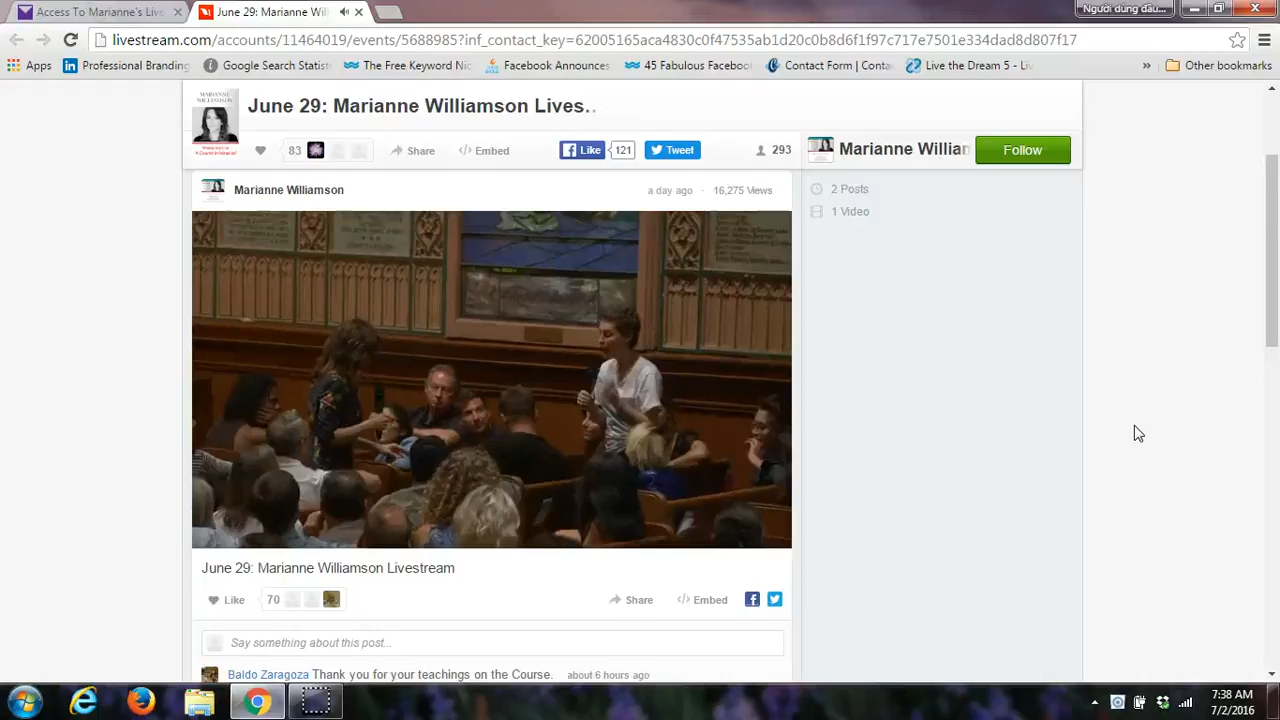 Access To Marianne's Live
June 29: Marianne Will
Người dùng đầu...
livestream.com/accounts/11464019/events/5688985?inf_contact_key=62005165aca4830c0f47535ab1d20c0b8d6f1f97c717e7501e334dad8d807f17
Apps
Professional Branding
Google Search Statist
The Free Keyword Nic
Facebook Announces
45 Fabulous Facebook
Contact Form | Conta
Live the Dream 5 - Liv
»
Other bookmarks
June 29: Marianne Williamson Lives..
83
Share
Embed
Like
121
Tweet
293
Marianne Willian
Follow
Marianne Williamson
a day ago · 16,275 Views
2 Posts
1 Video
June 29: Marianne Williamson Livestream
Like
70
Share
Embed
Say something about this post...
Baldo Zaragoza Thank you for your teachings on the Course. about 6 hours ago
7:38 AM
7/2/2016